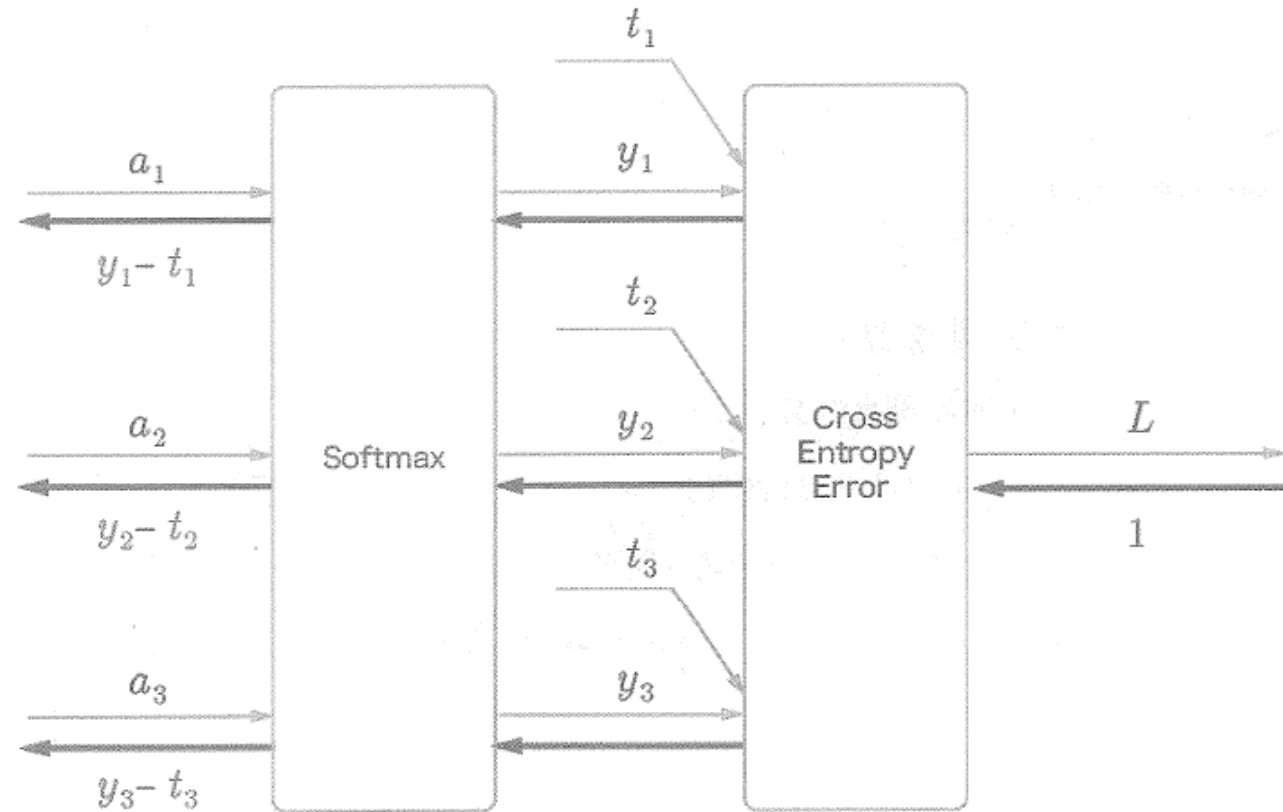 t₁
a₁
y₁
y₁− t₁
t₂
a₂
y₂
Softmax
Cross
Entropy
Error
L
y₂− t₂
1
t₃
a₃
y₃
y₃− t₃